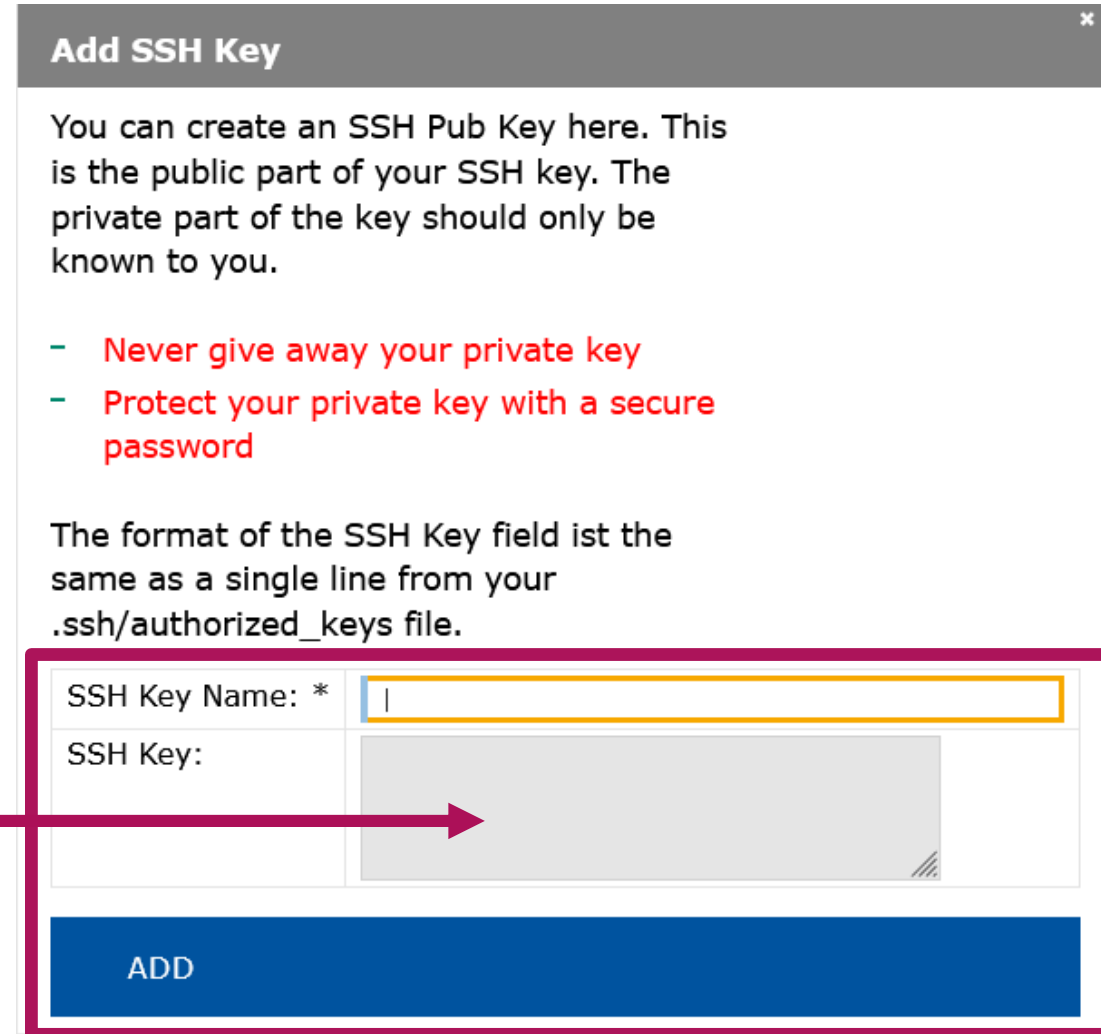 Add SSH Key
You can create an SSH Pub Key here. This
is the public part of your SSH key. The
private part of the key should only be
known to you.
- Never give away your private key
- Protect your private key with a secure
password
The format of the SSH Key field ist the
same as a single line from your
.ssh/authorized_keys file.
SSH Key Name: *
SSH Key:
ADD